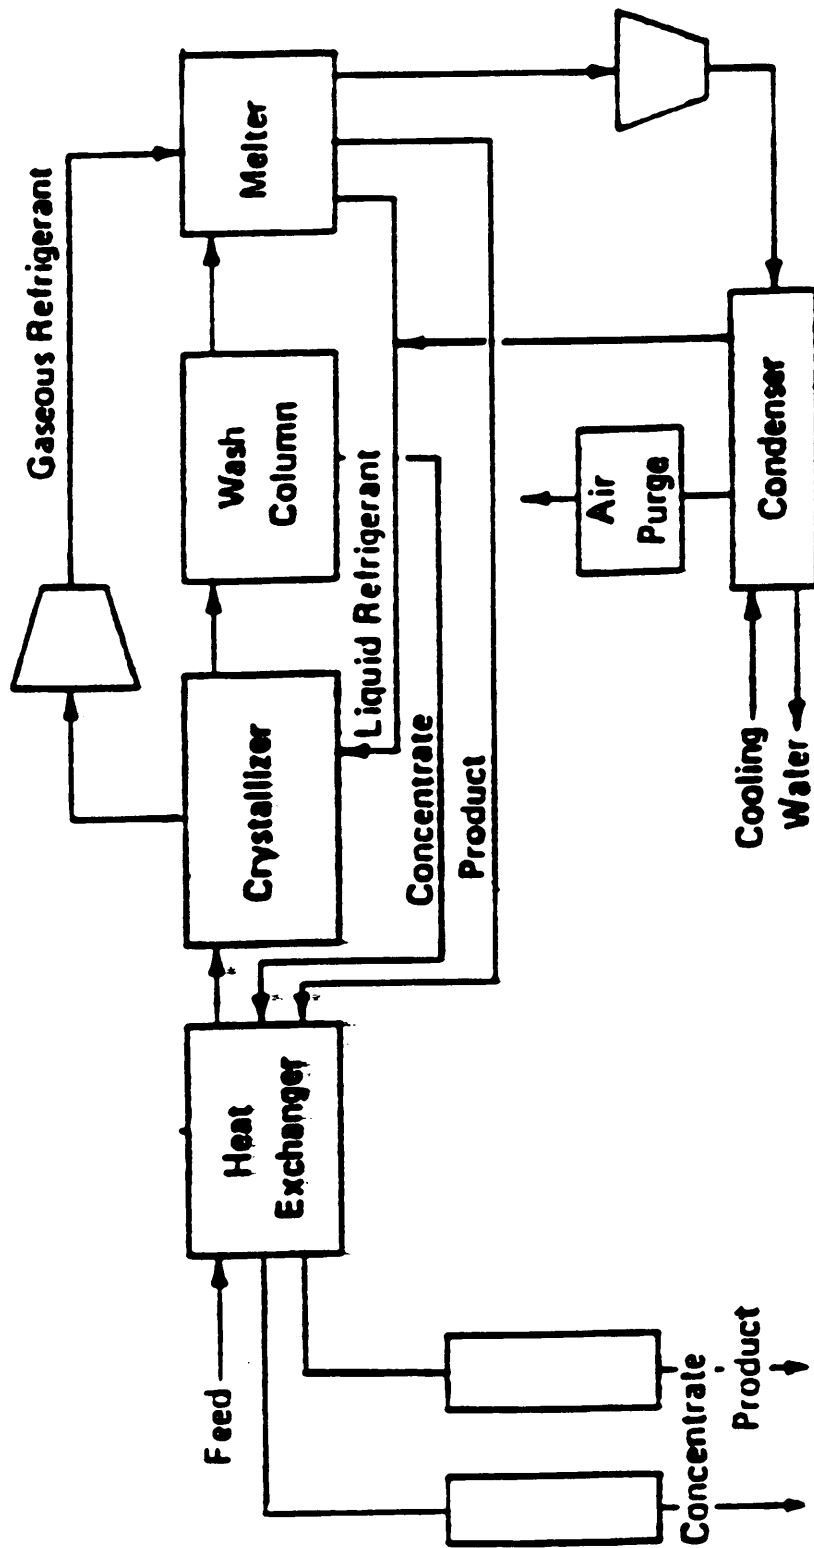 Gaseous Refrigerant
Melter
Wash
Column
Crystallizer
Heat
Exchanger
Feed
Liquid Refrigerant
Concentrate
Product
Air
Purge
Condenser
Cooling
Water
Concentrate
Product